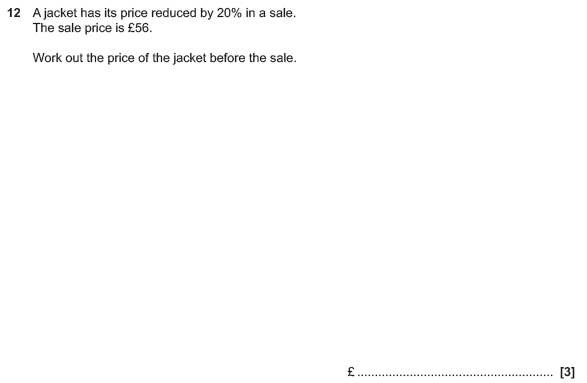 12 A jacket has its price reduced by 20% in a sale.
The sale price is £56.
Work out the price of the jacket before the sale.
£ ........................................................ [3]